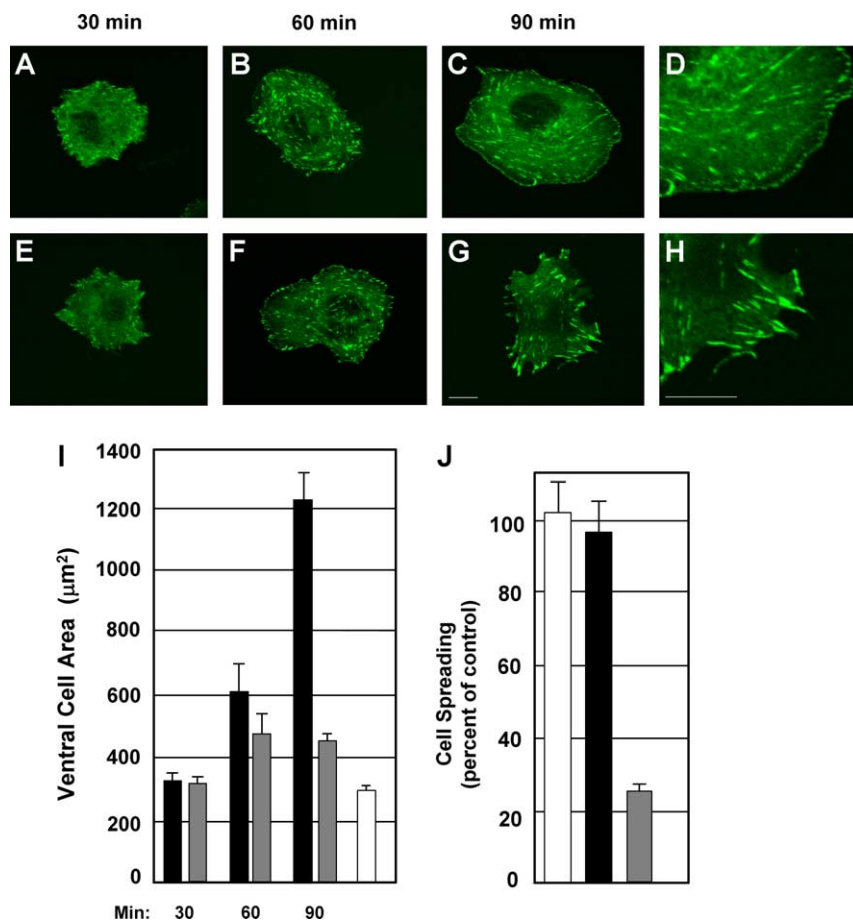 30 min 60 min 90 min
A B C D
E F G H
I J
1400
1200
1000
800
600
400
200
0
Ventral Cell Area (μm²)
Min: 30 60 90
100
80
60
40
20
0
Cell Spreading
(percent of control)